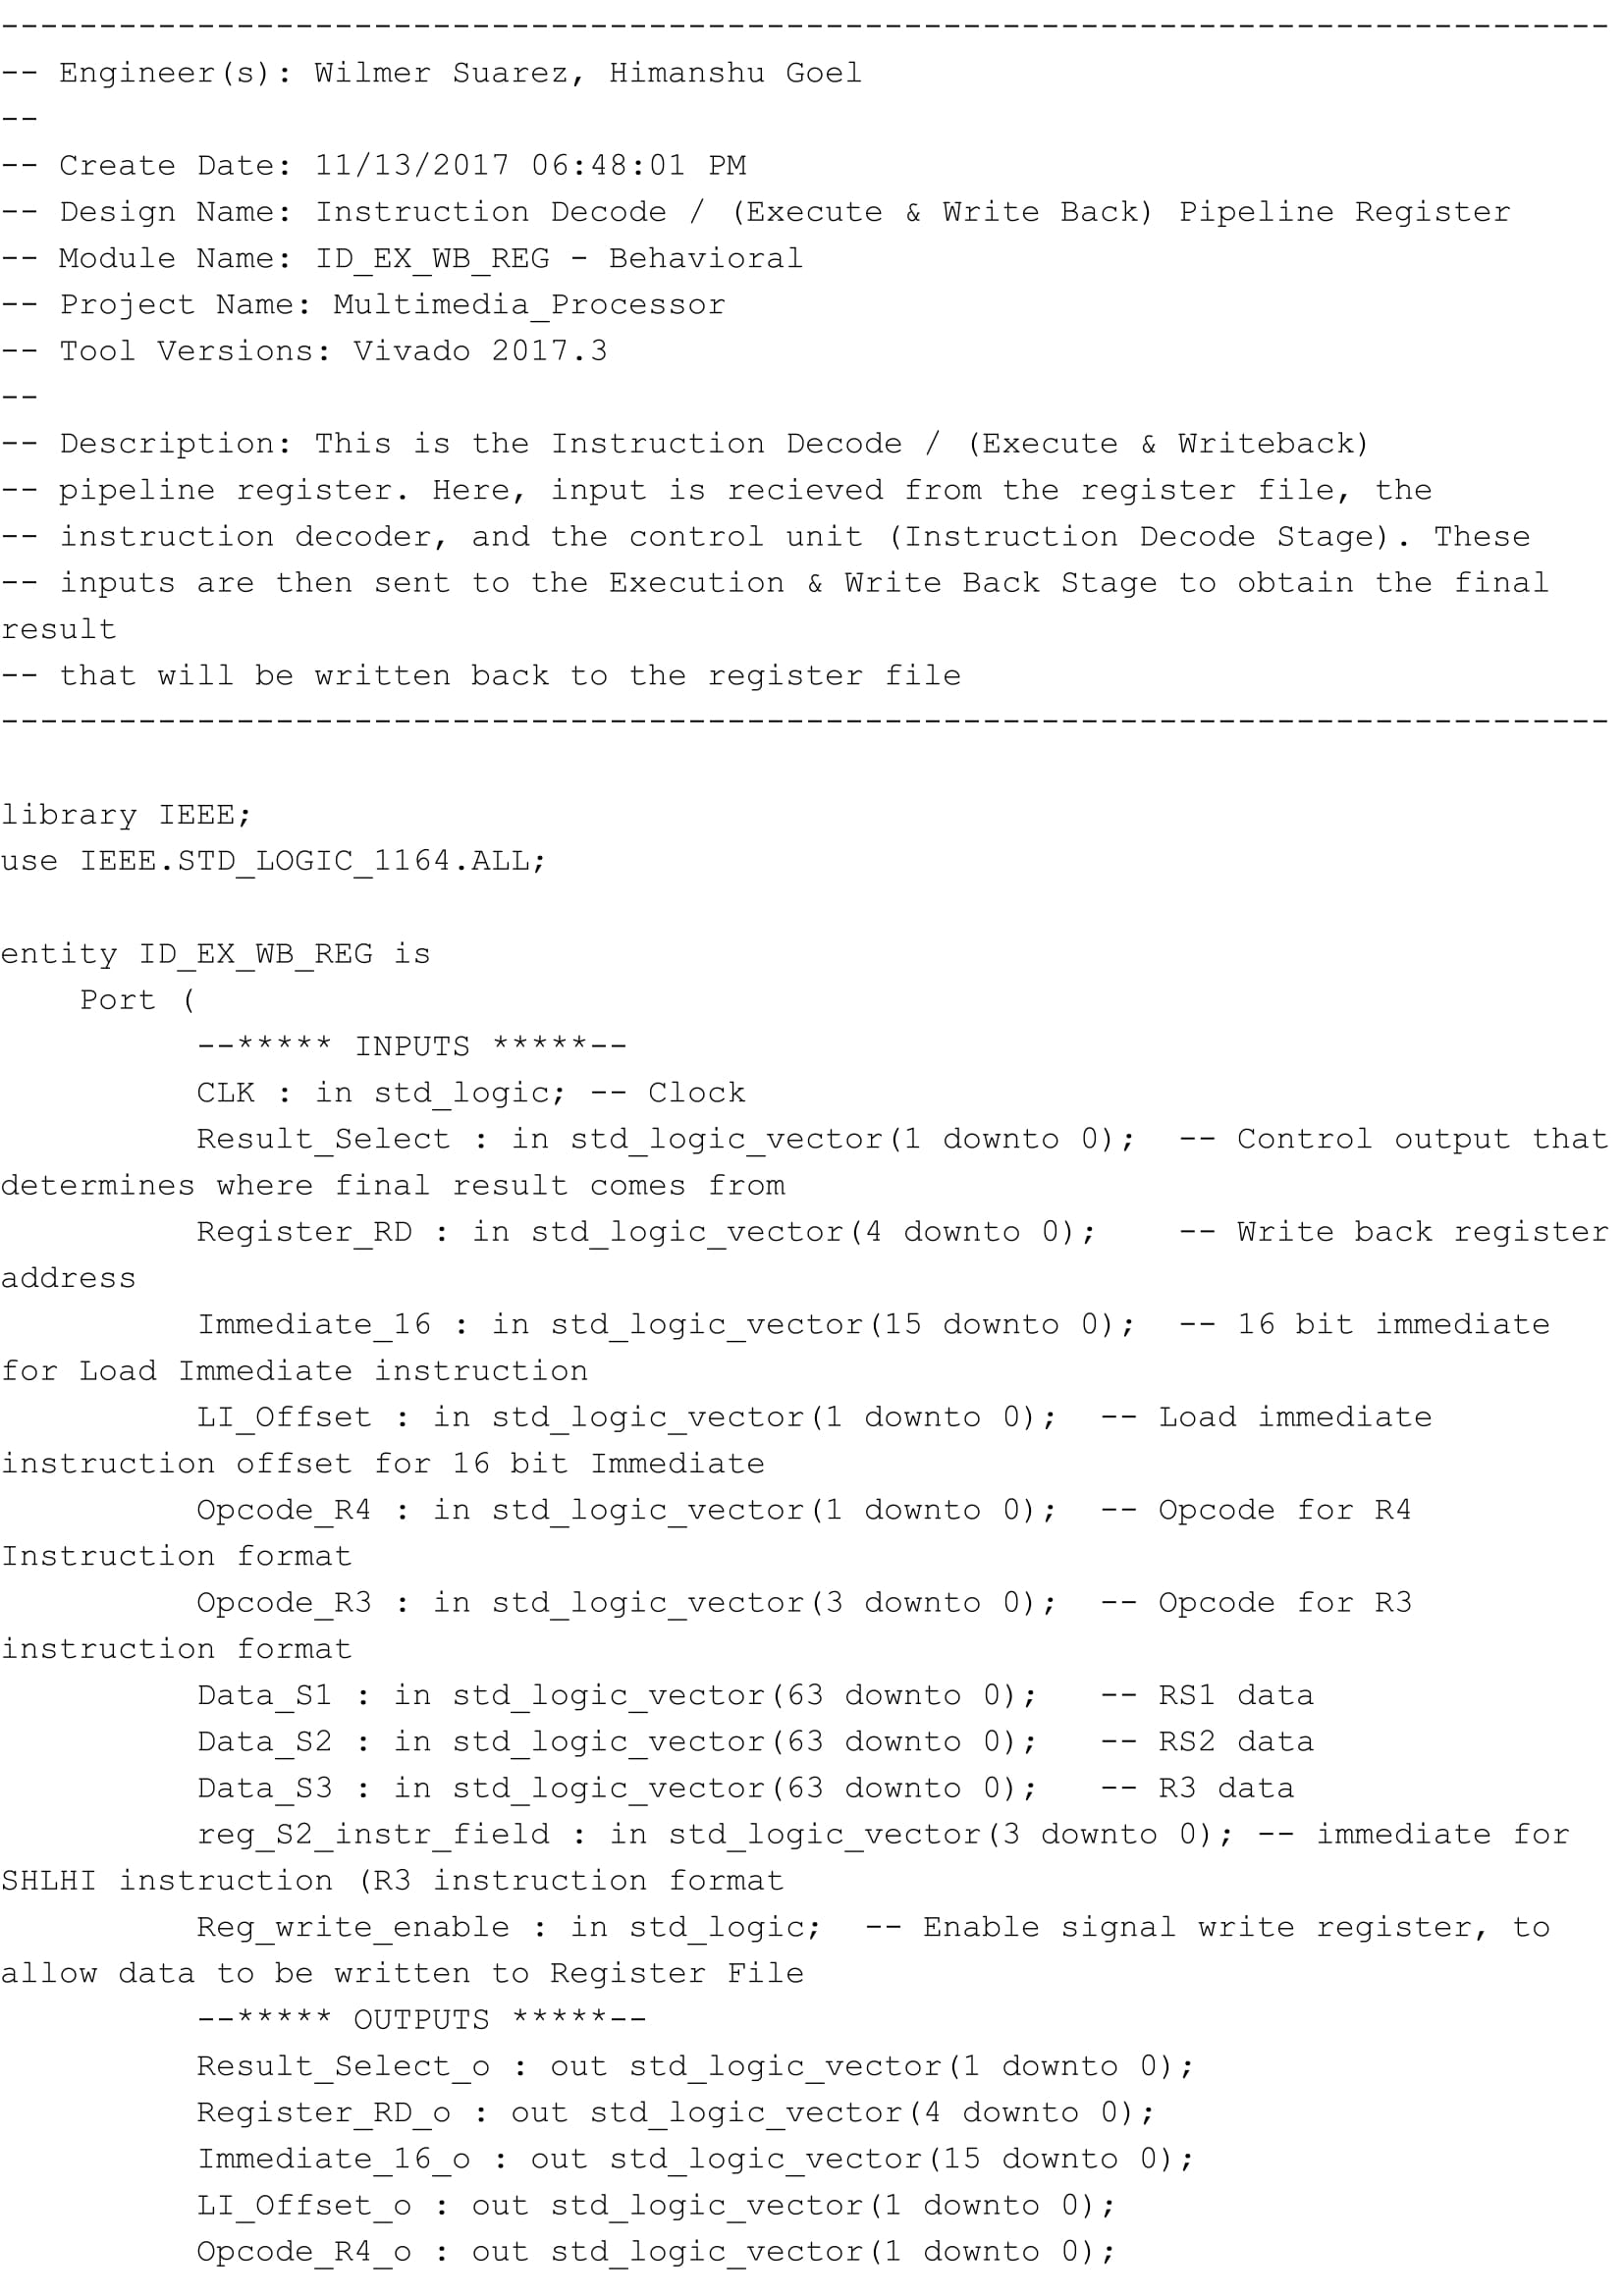 ----------------------------------------------------------------------------------
-- Engineer(s): Wilmer Suarez, Himanshu Goel
--
-- Create Date: 11/13/2017 06:48:01 PM
-- Design Name: Instruction Decode / (Execute & Write Back) Pipeline Register
-- Module Name: ID_EX_WB_REG - Behavioral
-- Project Name: Multimedia_Processor
-- Tool Versions: Vivado 2017.3
--
-- Description: This is the Instruction Decode / (Execute & Writeback)
-- pipeline register. Here, input is recieved from the register file, the
-- instruction decoder, and the control unit (Instruction Decode Stage). These
-- inputs are then sent to the Execution & Write Back Stage to obtain the final
result
-- that will be written back to the register file
----------------------------------------------------------------------------------

library IEEE;
use IEEE.STD_LOGIC_1164.ALL;

entity ID_EX_WB_REG is
    Port (
          --***** INPUTS *****--
          CLK : in std_logic; -- Clock
          Result_Select : in std_logic_vector(1 downto 0);  -- Control output that
determines where final result comes from
          Register_RD : in std_logic_vector(4 downto 0);    -- Write back register
address
          Immediate_16 : in std_logic_vector(15 downto 0);  -- 16 bit immediate
for Load Immediate instruction
          LI_Offset : in std_logic_vector(1 downto 0);  -- Load immediate
instruction offset for 16 bit Immediate
          Opcode_R4 : in std_logic_vector(1 downto 0);  -- Opcode for R4
Instruction format
          Opcode_R3 : in std_logic_vector(3 downto 0);  -- Opcode for R3
instruction format
          Data_S1 : in std_logic_vector(63 downto 0);   -- RS1 data
          Data_S2 : in std_logic_vector(63 downto 0);   -- RS2 data
          Data_S3 : in std_logic_vector(63 downto 0);   -- R3 data
          reg_S2_instr_field : in std_logic_vector(3 downto 0); -- immediate for
SHLHI instruction (R3 instruction format
          Reg_write_enable : in std_logic;  -- Enable signal write register, to
allow data to be written to Register File
          --***** OUTPUTS *****--
          Result_Select_o : out std_logic_vector(1 downto 0);
          Register_RD_o : out std_logic_vector(4 downto 0);
          Immediate_16_o : out std_logic_vector(15 downto 0);
          LI_Offset_o : out std_logic_vector(1 downto 0);
          Opcode_R4_o : out std_logic_vector(1 downto 0);